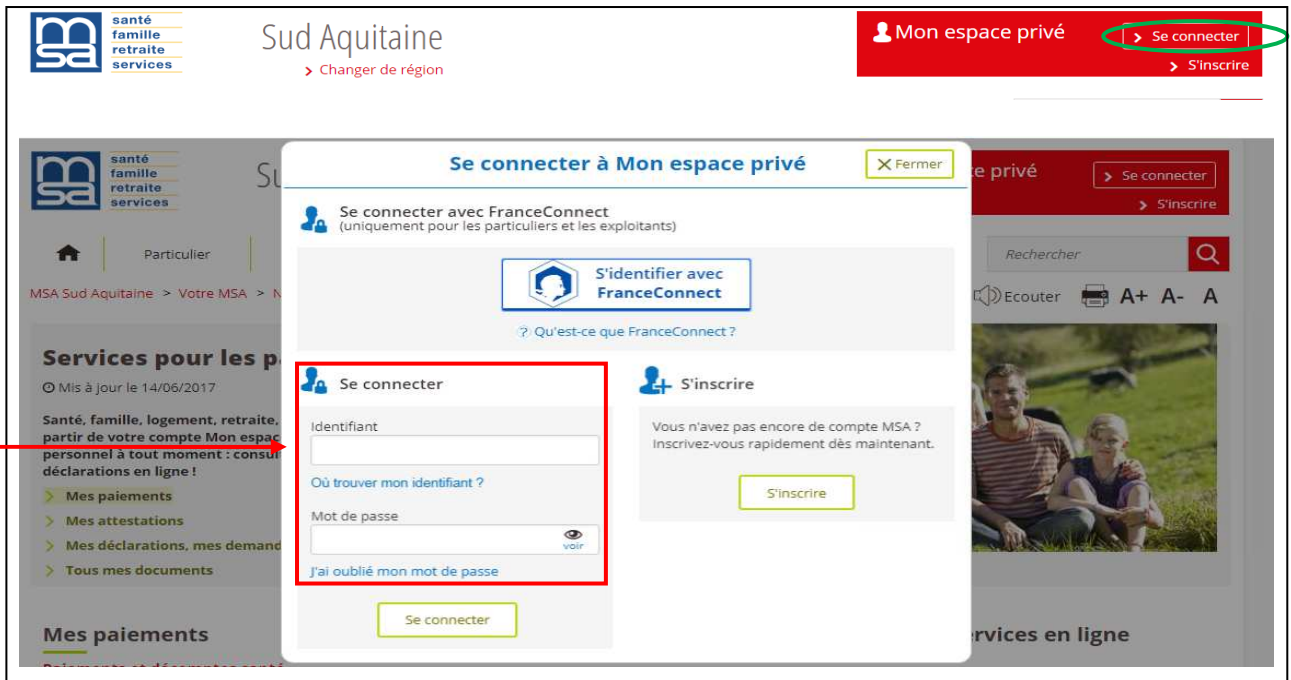 santé
famille
retraite
services
msa
Sud Aquitaine
> Changer de région
Mon espace privé
> Se connecter
> S'inscrire
santé
famille
retraite
services
msa
Su
Se connecter à Mon espace privé
X Fermer
ce privé
> Se connecter
> S'inscrire
Se connecter avec FranceConnect
(uniquement pour les particuliers et les exploitants)
Particulier
Rechercher
S'identifier avec
FranceConnect
MSA Sud Aquitaine > Votre MSA > N
Ecouter A+ A- A
? Qu'est-ce que FranceConnect ?
Services pour les pa
Mis à jour le 14/06/2017
Se connecter
S'inscrire
Santé, famille, logement, retraite,
partir de votre compte Mon espac
personnel à tout moment : consul
déclarations en ligne !
Identifiant
Vous n'avez pas encore de compte MSA ?
Inscrivez-vous rapidement dès maintenant.
Où trouver mon identifiant ?
S'inscrire
> Mes paiements
> Mes attestations
> Mes déclarations, mes demand
> Tous mes documents
Mot de passe
voir
J'ai oublié mon mot de passe
Se connecter
Mes paiements
rvices en ligne